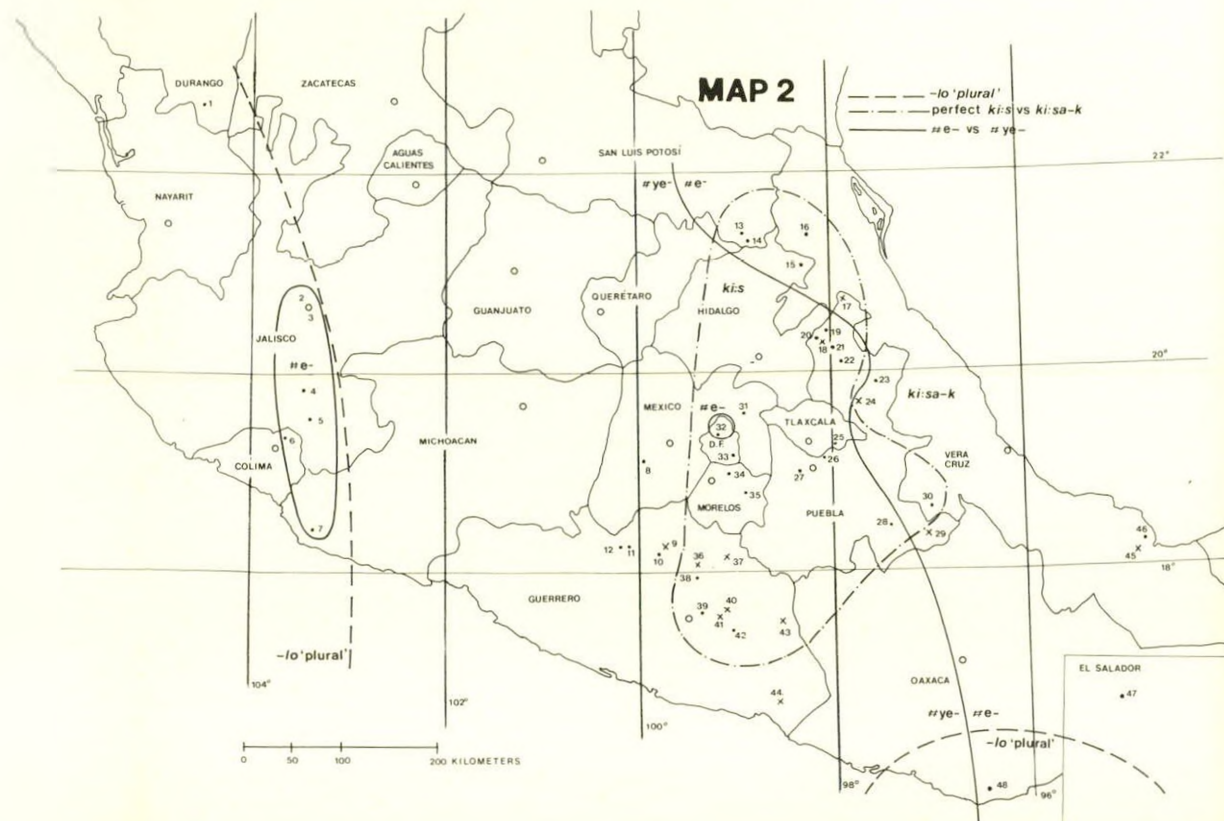 MAP 2
-lo 'plural'
perfect ki:s vs ki:sa-k
#e- vs #ye-
DURANGO
1
ZACATECAS
AGUAS
CALIENTES
SAN LUIS POTOSÍ
22°
#ye- #e-
NAYARIT
13
14
16
15
ki:s
2
3
GUANJUATO
QUERÉTARO
HIDALGO
17
JALISCO
19
20
18
21
22
#e-
20°
23
4
ki:sa-k
24
MEXICO
#e-
31
5
TLAXCALA
32
6
MICHOACAN
D.F.
25
COLIMA
33
26
VERA
CRUZ
8
27
34
35
30
MORELOS
PUEBLA
7
28
29
46
12
11
9
10
36
37
45
18°
38
GUERRERO
39
40
41
42
43
-lo 'plural'
EL SALVADOR
104°
OAXACA
47
44
102°
#ye- #e-
100°
-lo 'plural'
0 50 100 200 KILOMETERS
98°
48
96°